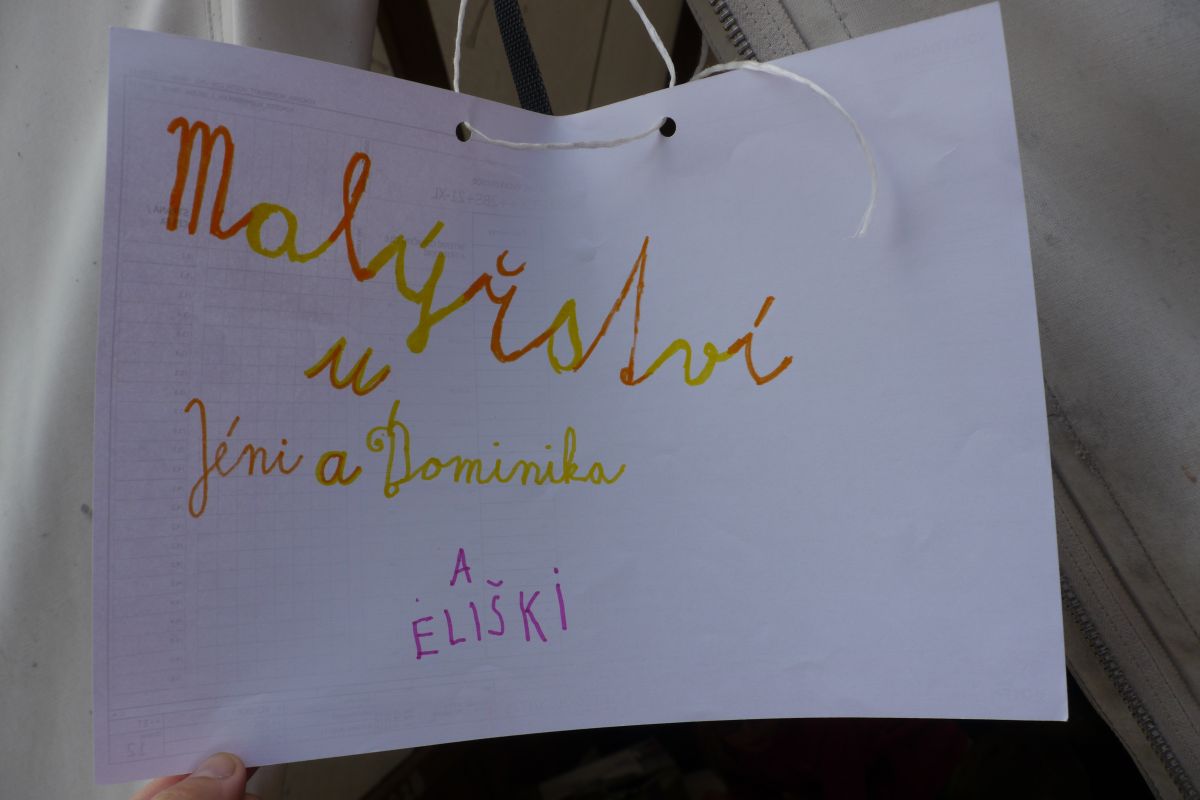 Malýřství
u
Jéni a Dominika
A
ELIŠKI